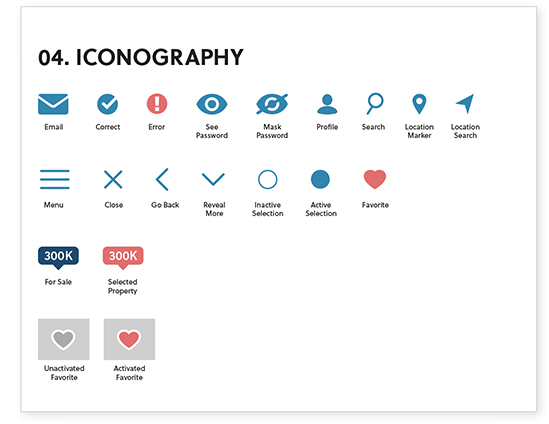 04. ICONOGRAPHY
Email
Correct
Error
See
Password
Mask
Password
Profile
Search
Location
Marker
Location
Search
Menu
Close
Go Back
Reveal
More
Inactive
Selection
Active
Selection
Favorite
300K
For Sale
300K
Selected
Property
Unactivated
Favorite
Activated
Favorite